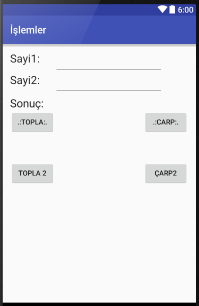 6:00
İşlemler
Sayi1:
Sayi2:
Sonuç:
.:TOPLA:. .:CARP:.
TOPLA 2 ÇARP2